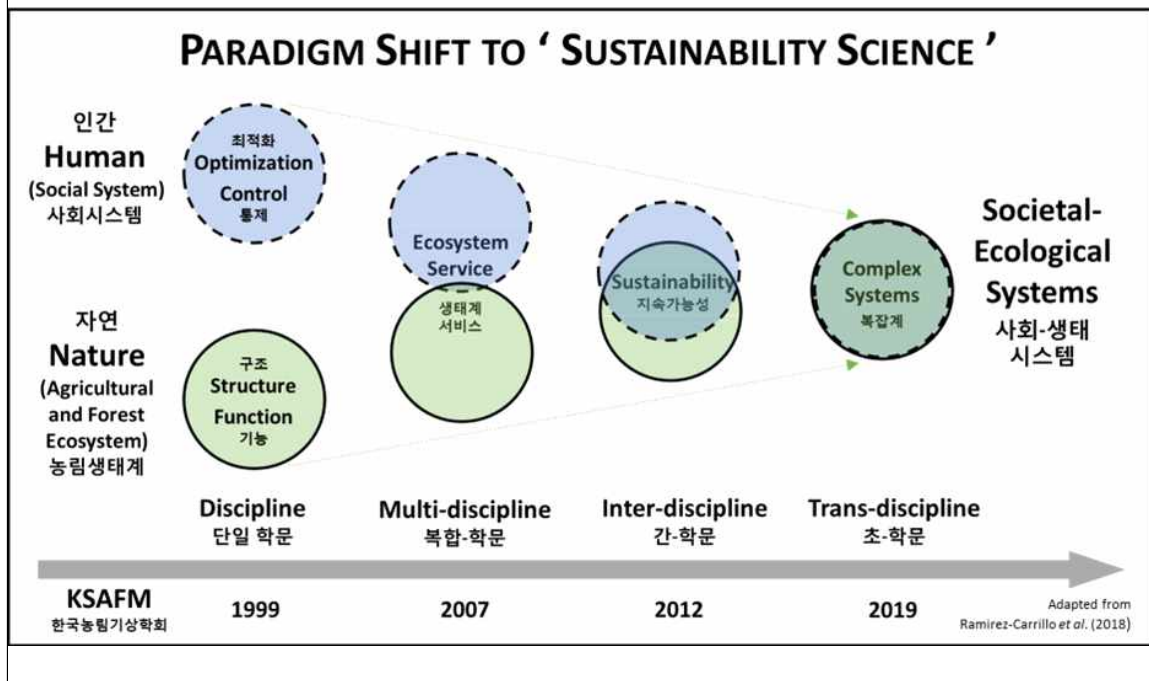 PARADIGM SHIFT TO ‘ SUSTAINABILITY SCIENCE ’
인간
Human
(Social System)
사회시스템
자연
Nature
(Agricultural
and Forest
Ecosystem)
농림생태계
최적화
Optimization
Control
통제
구조
Structure
Function
기능
Ecosystem
Service
생태계
서비스
Sustainability
지속가능성
Complex
Systems
복잡계
Societal-
Ecological
Systems
사회-생태
시스템
Discipline
단일 학문
Multi-discipline
복합-학문
Inter-discipline
간-학문
Trans-discipline
초-학문
KSAFM
한국농림기상학회
1999
2007
2012
2019
Adapted from
Ramirez-Carrillo et al. (2018)